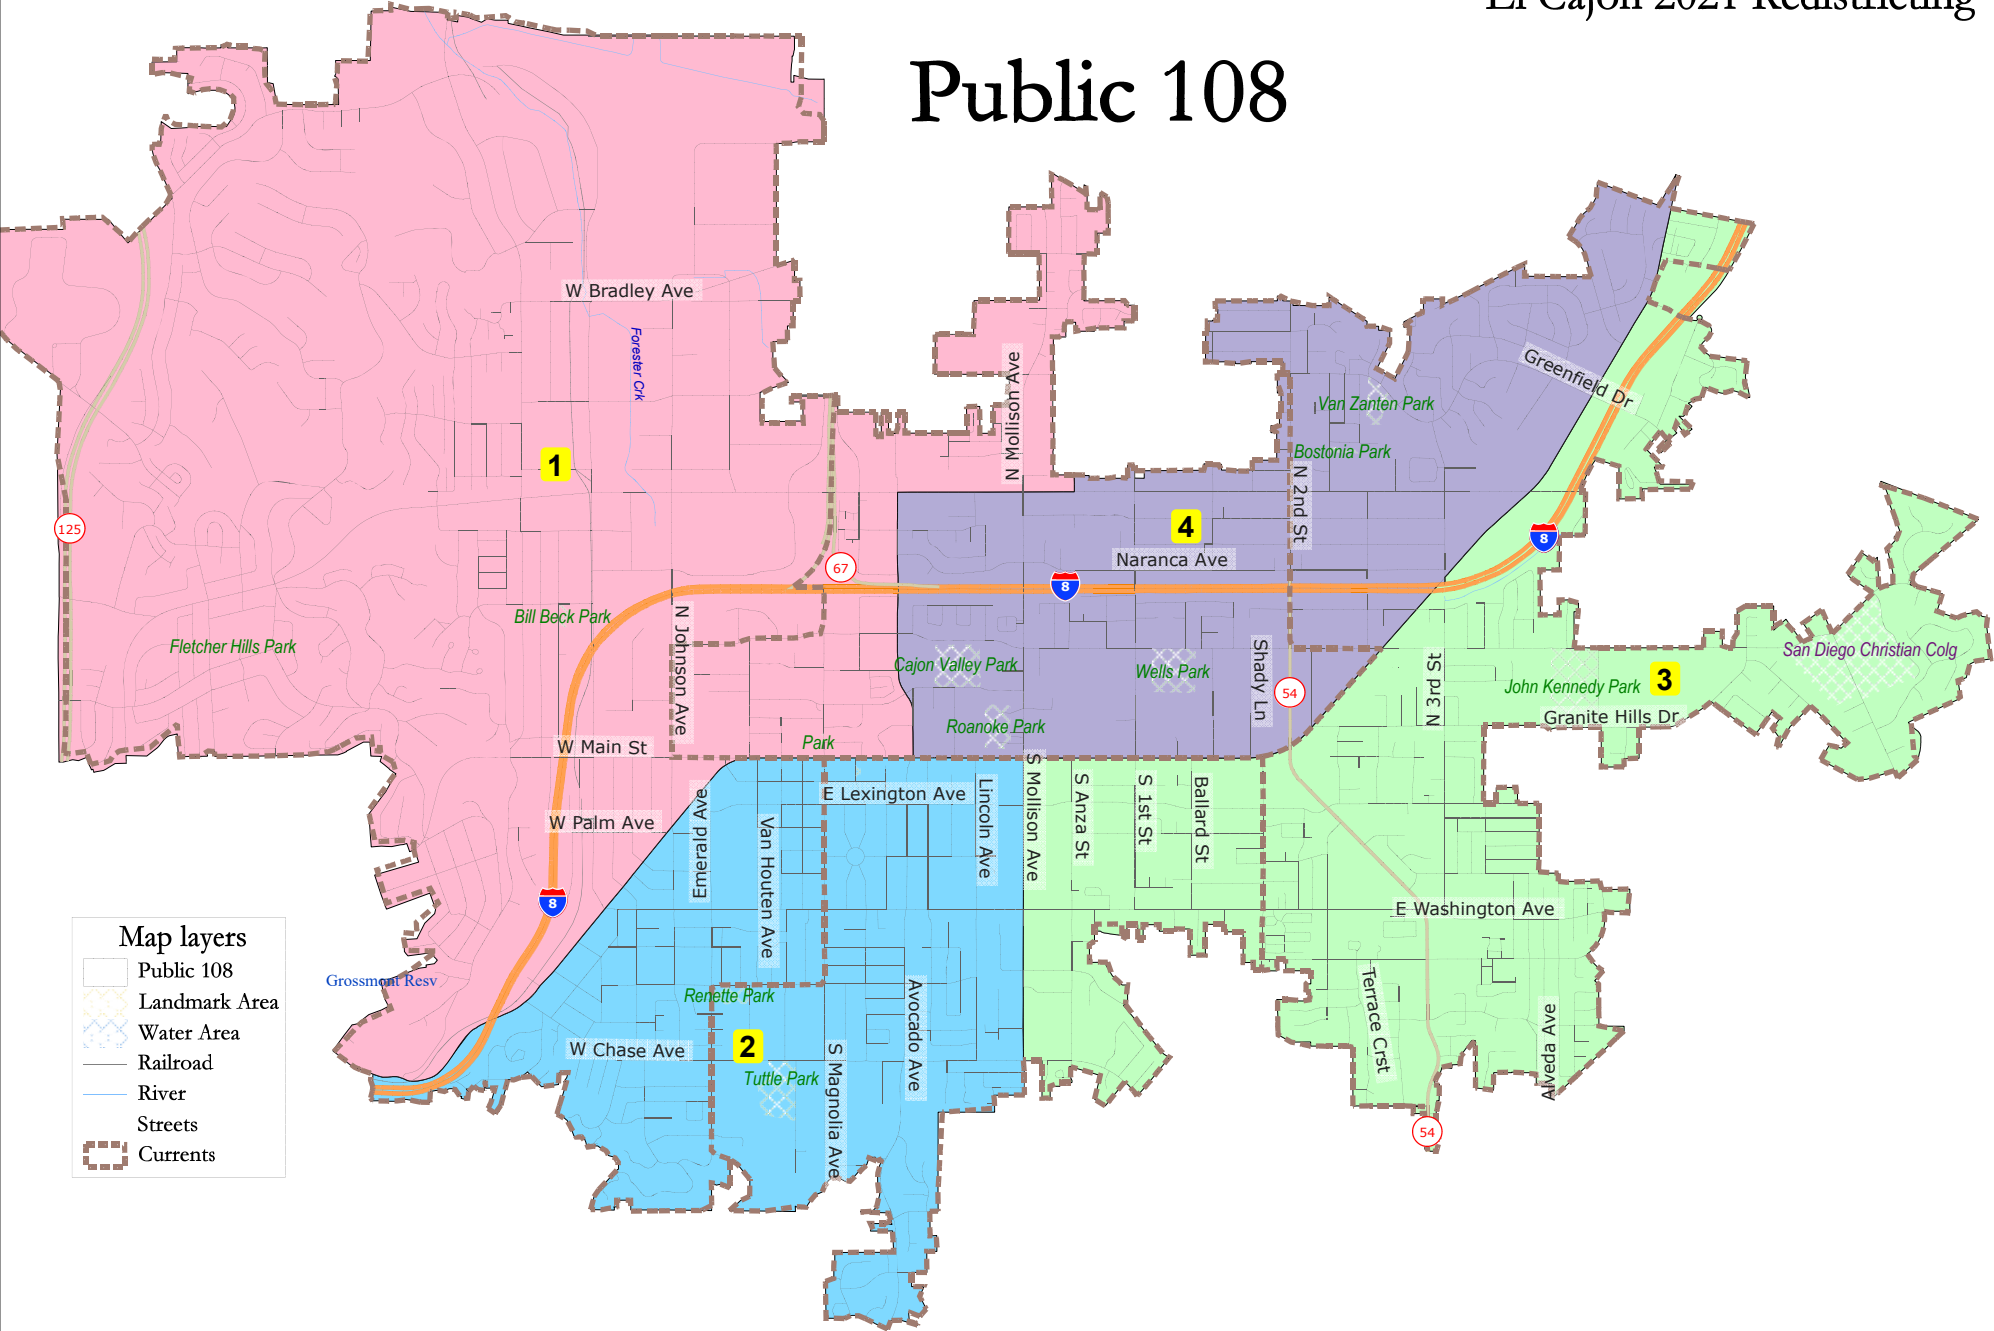 El Cajon 2021 Redistricting
Public 108
W Bradley Ave
Forester Crk
N Mollison Ave
Greenfield Dr
Van Zanten Park
Bostonia Park
1
N 2nd St
4
125
8
Naranca Ave
67
8
Bill Beck Park
Fletcher Hills Park
N Johnson Ave
Cajon Valley Park
Wells Park
Shady Ln
54
N 3rd St
John Kennedy Park
3
San Diego Christian Colg
Granite Hills Dr
Roanoke Park
Park
W Main St
E Lexington Ave
Lincoln Ave
S Mollison Ave
S Anza St
S 1st St
Ballard St
W Palm Ave
Emerald Ave
Van Houten Ave
8
E Washington Ave
Grossmont Resv
Renette Park
Avocado Ave
Terrace Crst
W Chase Ave
2
Tuttle Park
S Magnolia Ave
54
Map layers
Public 108
Landmark Area
Water Area
Railroad
River
Streets
Currents